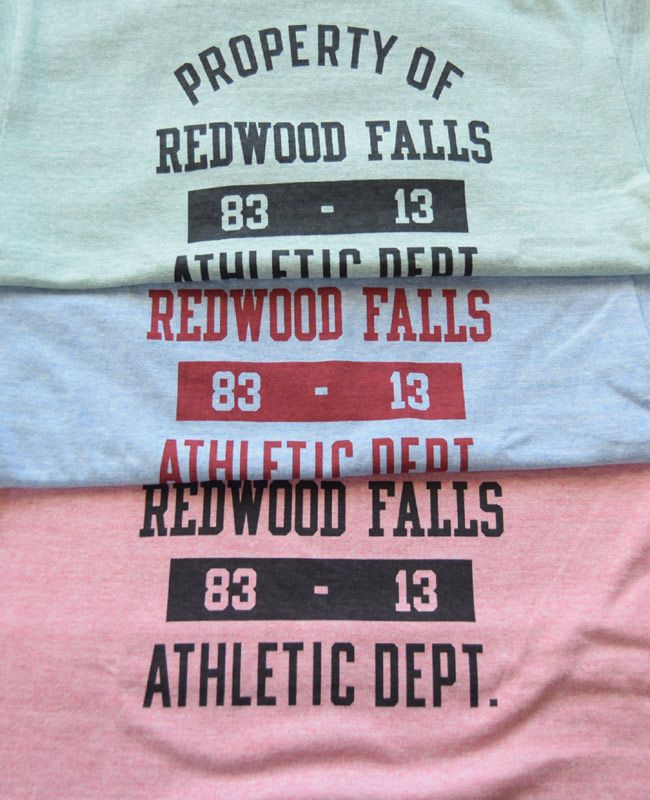 PROPERTY OF
REDWOOD FALLS
83 - 13
ATHLETIC DEPT
REDWOOD FALLS
83 - 13
ATHLETIC DEPT
REDWOOD FALLS
83 - 13
ATHLETIC DEPT.